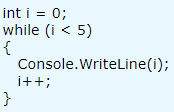 int i = 0;
while (i < 5)
{
  Console.WriteLine(i);
  i++;
}